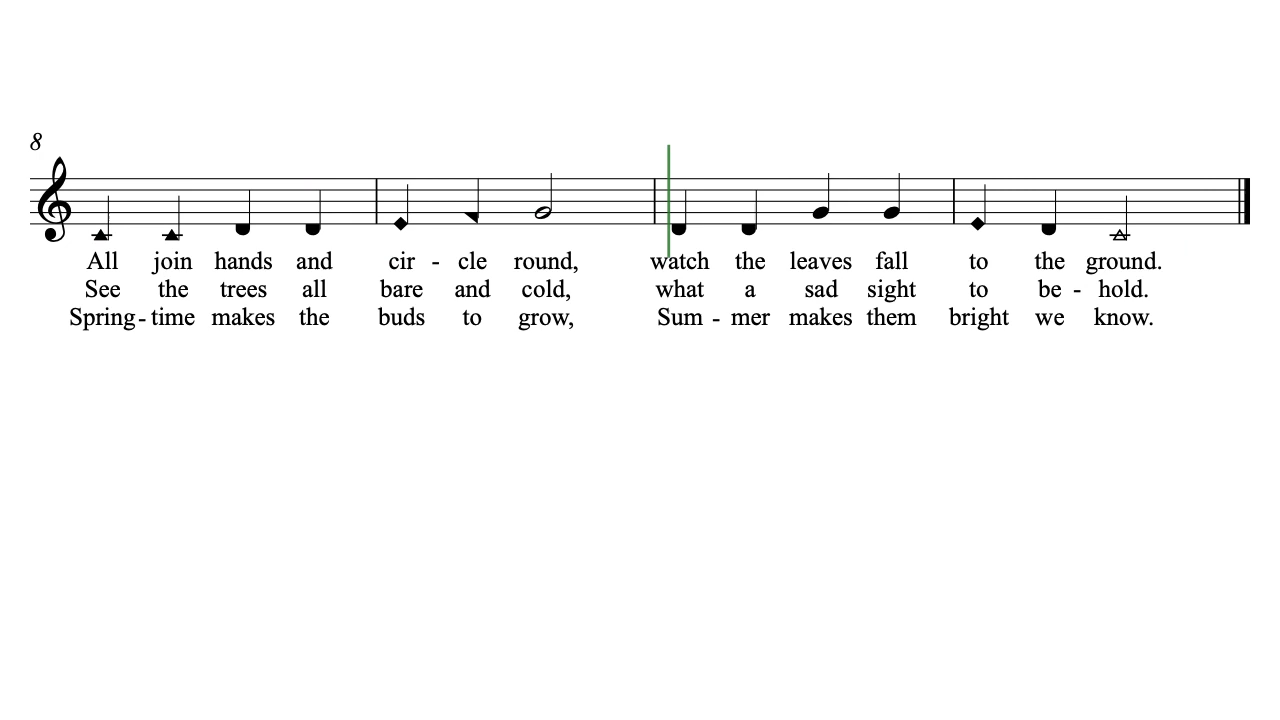 8
All join hands and cir - cle round, watch the leaves fall to the ground.
See the trees all bare and cold, what a sad sight to be - hold.
Spring - time makes the buds to grow, Sum - mer makes them bright we know.